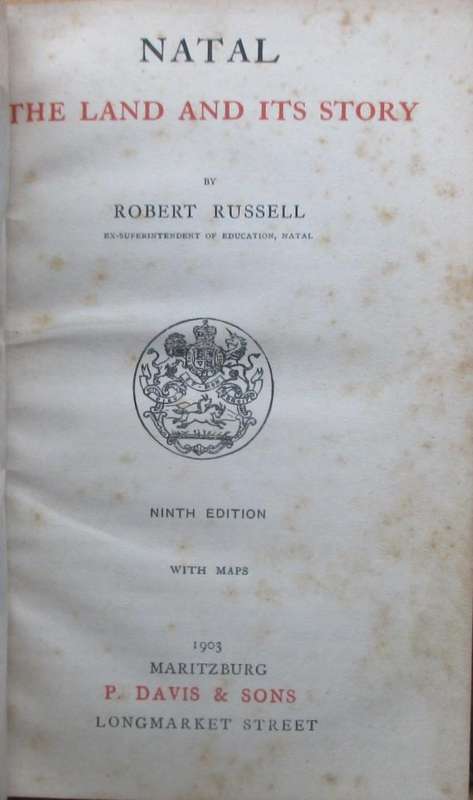 NATAL
THE LAND AND ITS STORY
BY
ROBERT RUSSELL
EX-SUPERINTENDENT OF EDUCATION, NATAL
NINTH EDITION
WITH MAPS
1903
MARITZBURG
P. DAVIS & SONS
LONGMARKET STREET